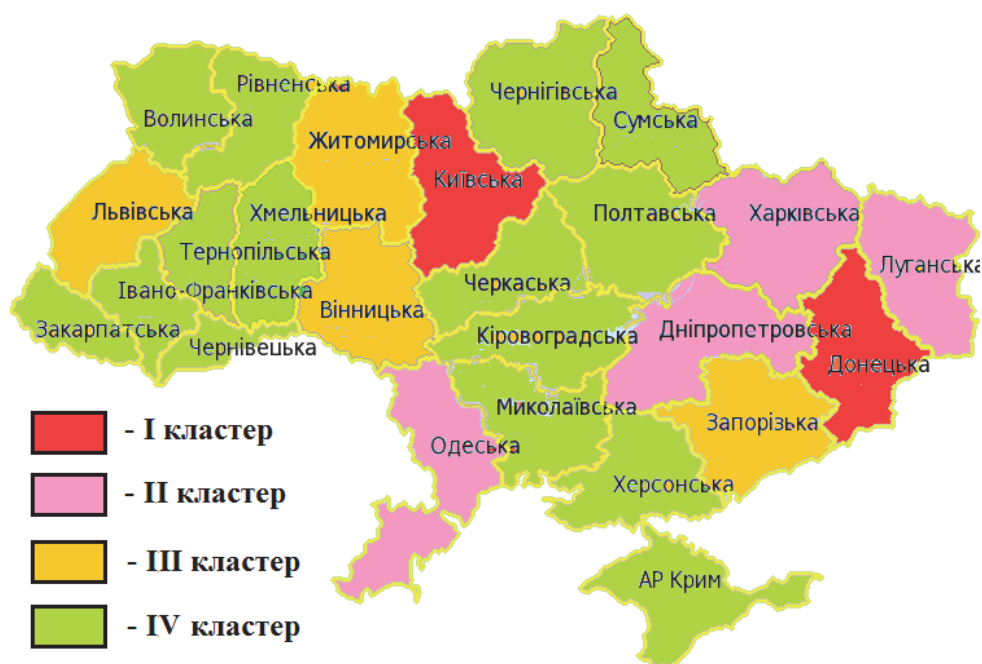 Рівненська
Волинська
Житомирська
Чернігівська
Сумська
Київська
Львівська
Хмельницька
Полтавська
Харківська
Тернопільська
Луганська
Івано-Франківська
Черкаська
Вінницька
Закарпатська
Чернівецька
Кіровоградська
Дніпропетровська
Донецька
Миколаївська
Запорізька
Одеська
Херсонська
АР Крим
- I кластер
- II кластер
- III кластер
- IV кластер